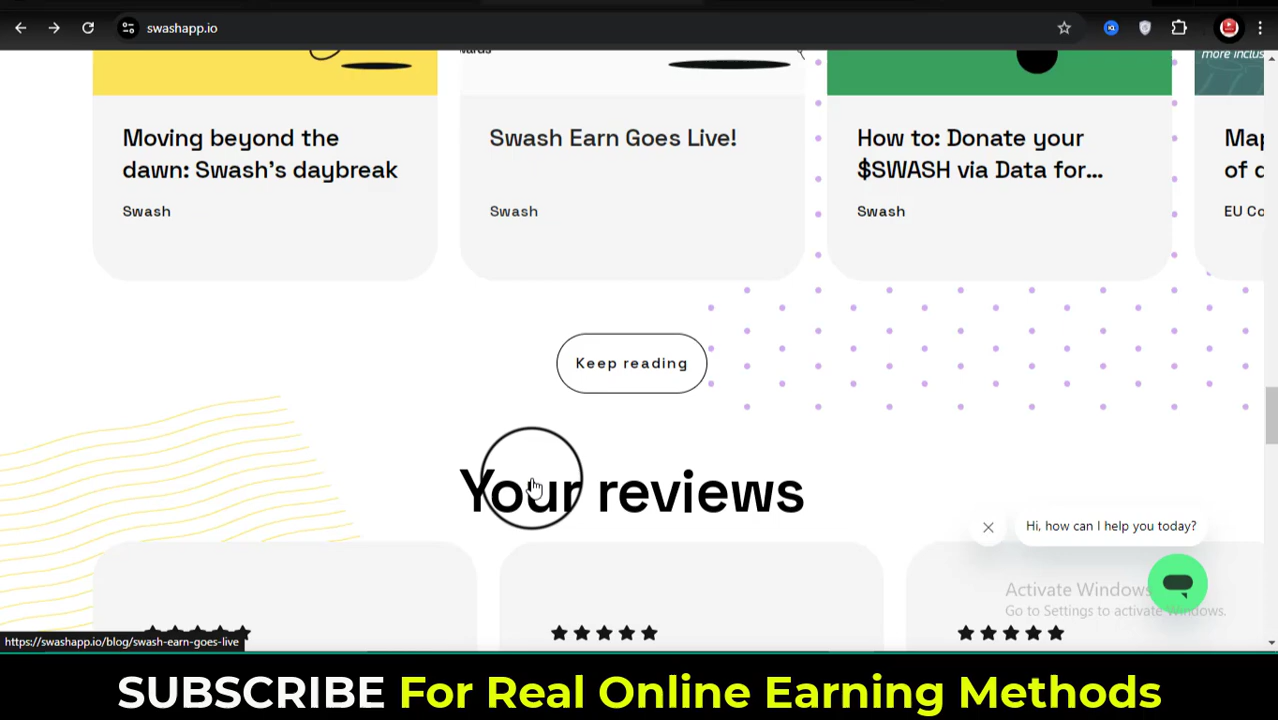 swashapp.io
more inclus
Moving beyond the
dawn: Swash's daybreak
Swash
Swash Earn Goes Live!
Swash
How to: Donate your
$SWASH via Data for...
Swash
Map
of d
EU Co
Keep reading
Your reviews
Hi, how can I help you today?
Activate Windows
Go to Settings to activate Windows.
https://swashapp.io/blog/swash-earn-goes-live
SUBSCRIBE For Real Online Earning Methods